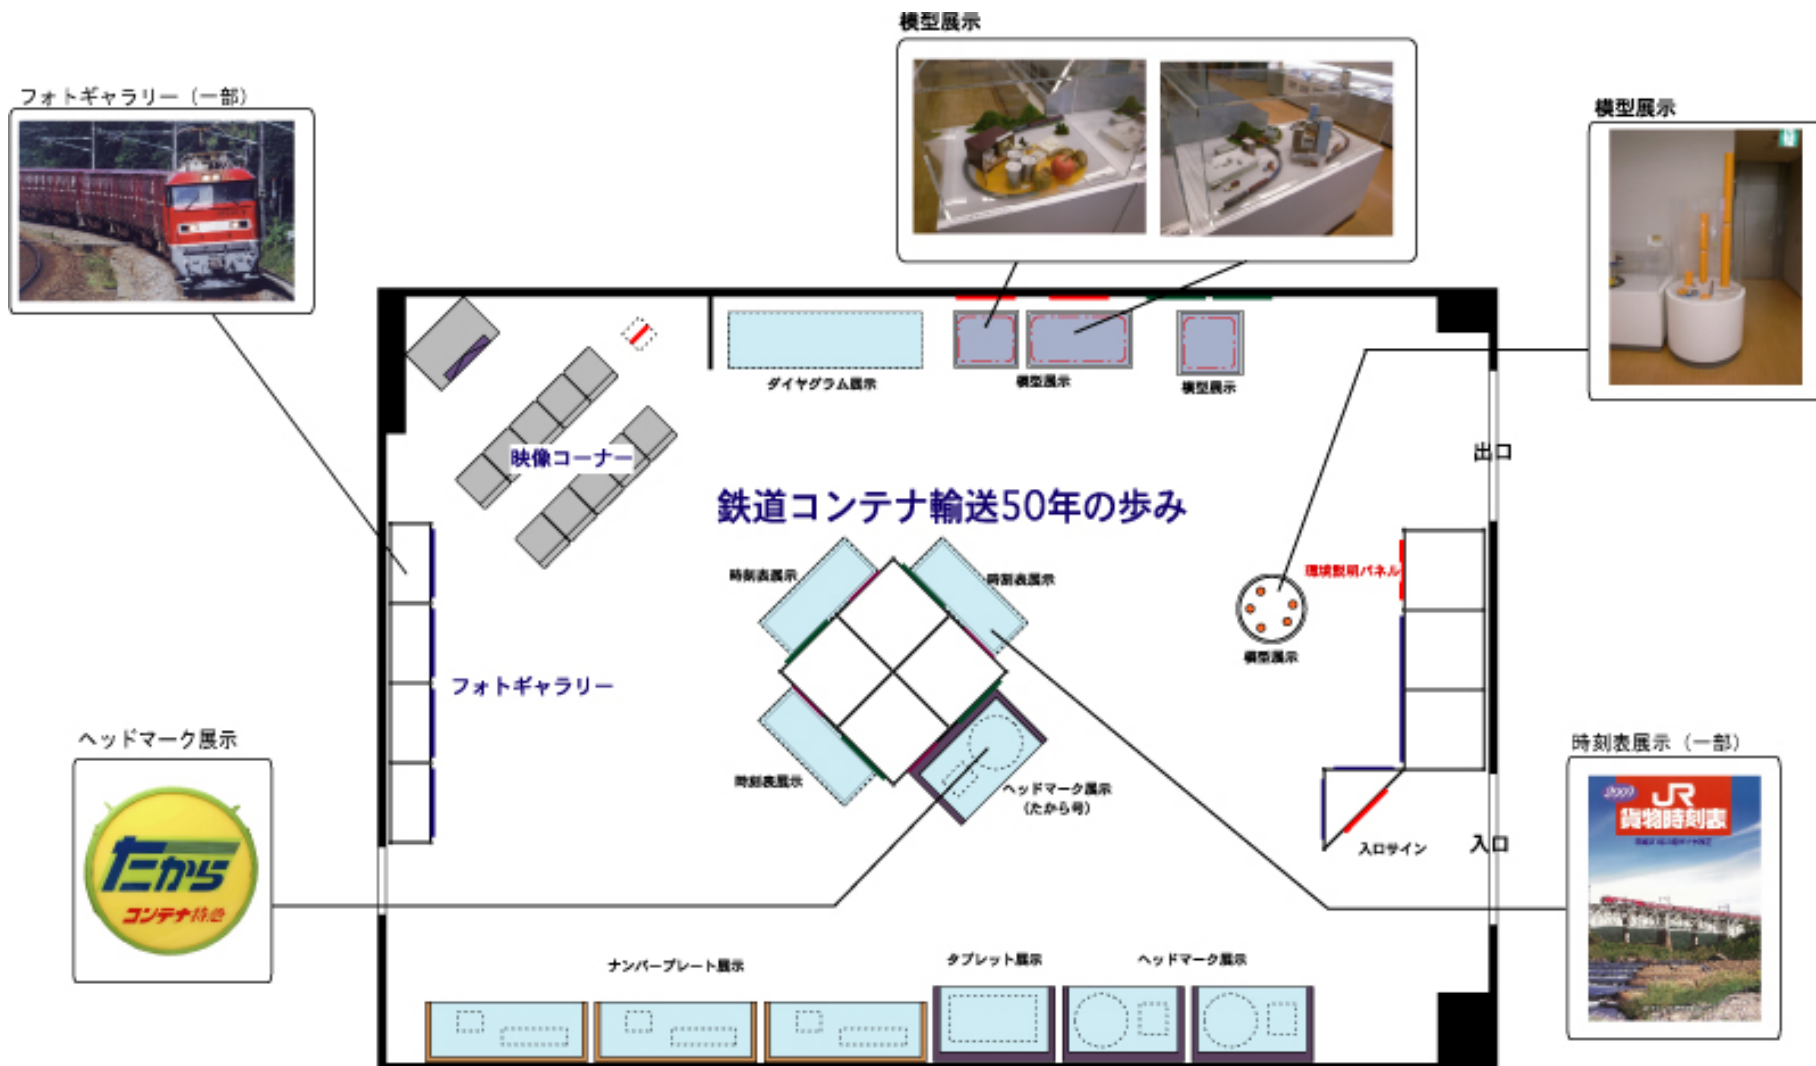 模型展示
フォトギャラリー（一部）
模型展示
ダイヤグラム展示
模型展示
模型展示
映像コーナー
出口
鉄道コンテナ輸送50年の歩み
時刻表展示
時刻表展示
環境説明パネル
模型展示
フォトギャラリー
ヘッドマーク展示
時刻表展示（一部）
時刻表展示
ヘッドマーク展示
（たから号）
入口サイン
入口
たから
コンテナ特急
2009
JR
貨物時刻表
ナンバープレート展示
タブレット展示
ヘッドマーク展示